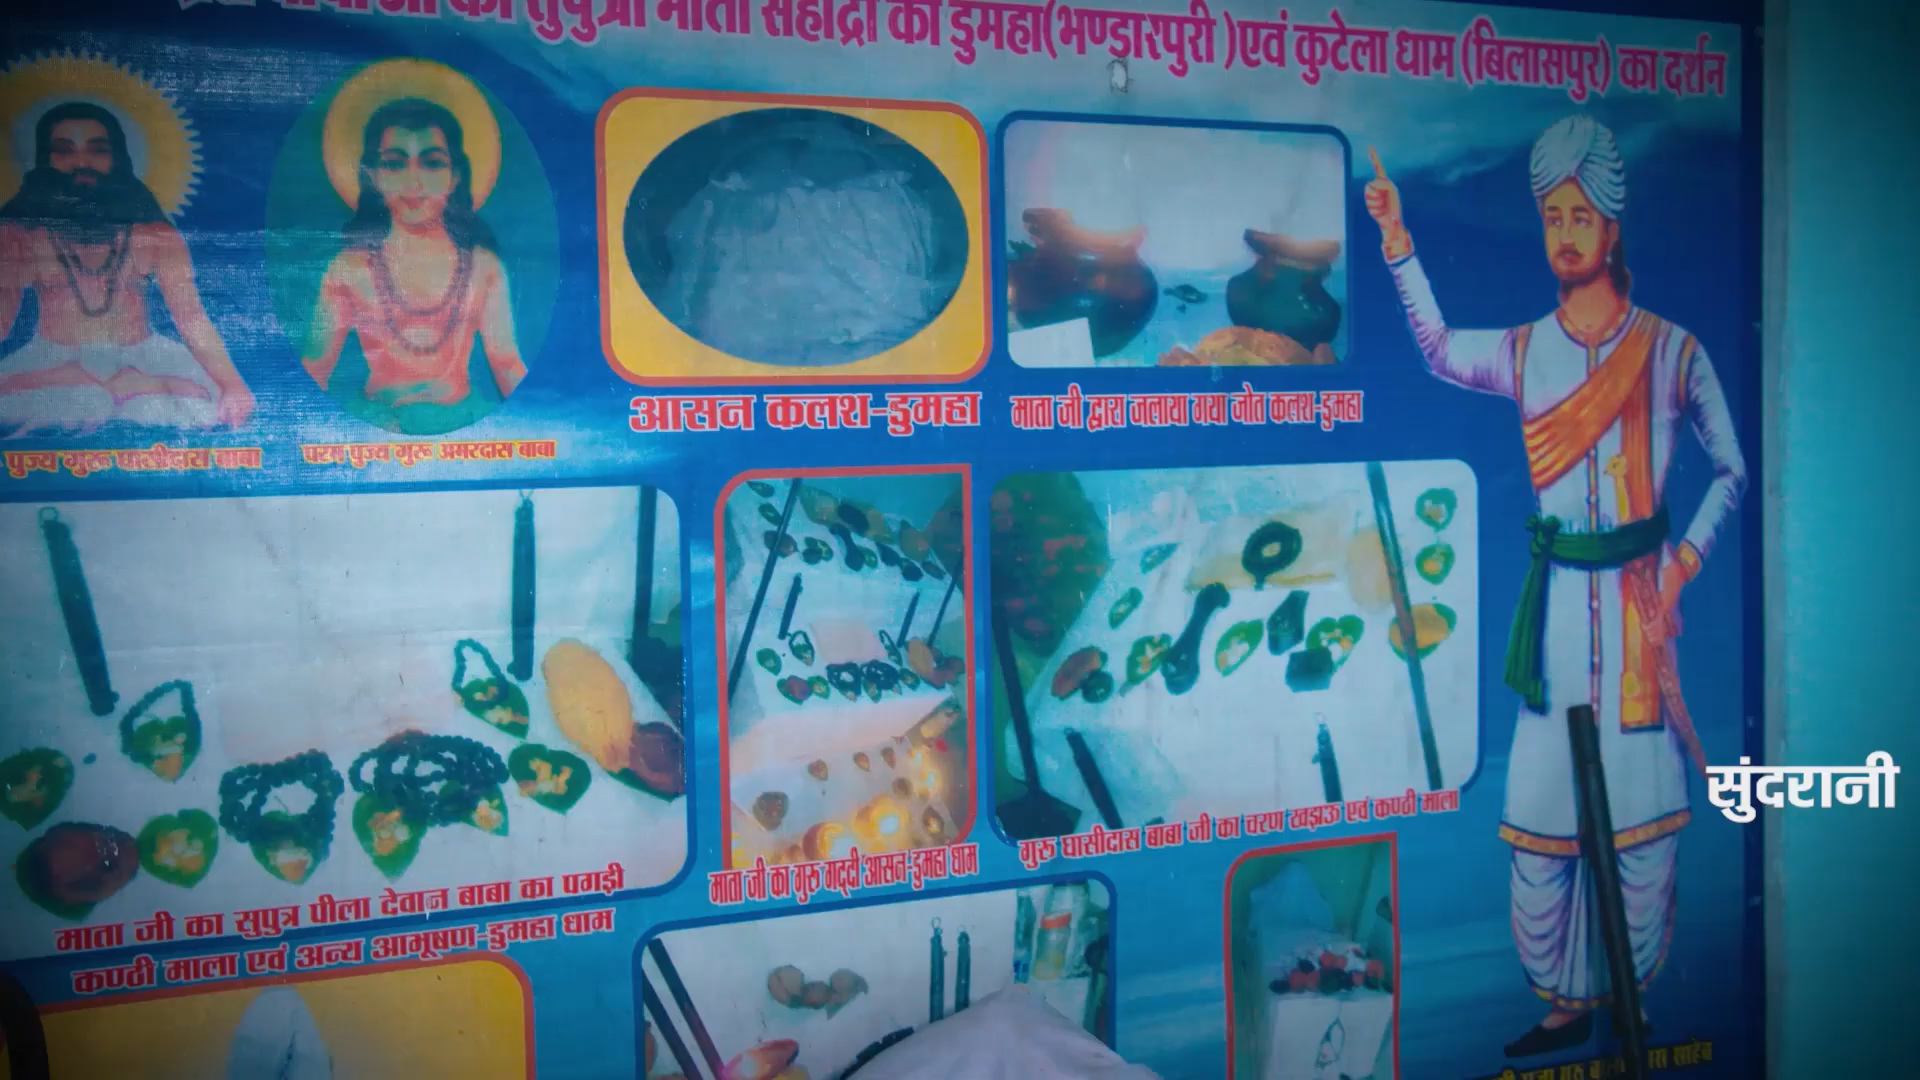 की सुपुत्री माता सहोद्रा का डुमहा(भण्डारपुरी )एवं कुटेला धाम (बिलासपुर) का दर्शन
पुज्य गुरू घासीदास बाबा
परम पुज्य गुरू अमरदास बाबा
आसन कलश-डुमहा
माता जी द्वारा जलाया गया जोत कलश-डुमहा
माता जी का सुपुत्र पीला देवान बाबा का पगड़ी
कण्ठी माला एवं अन्य आभूषण-डुमहा धाम
माता जी का गुरू गद्दी आसन-डुमहा धाम
गुरू घासीदास बाबा जी का चरण खड़ाऊ एवं कण्ठी माला
सुंदरानी
साहेब